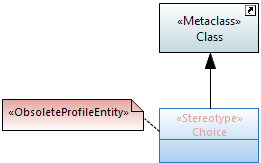 «Metaclass»
Class
«ObsoleteProfileEntity»
«Stereotype»
Choice